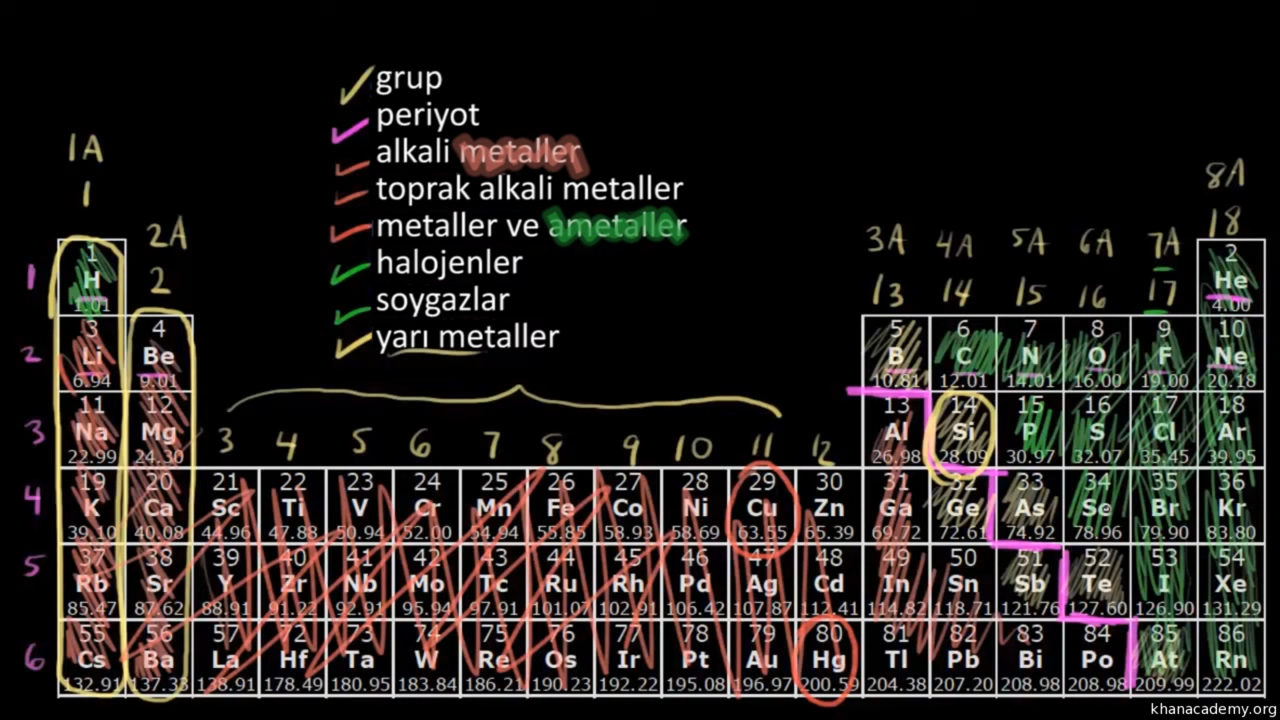 grup
periyot
alkali metaller
toprak alkali metaller
metaller ve ametaller
halojenler
soygazlar
yarı metaller
1A 8A
1 2A 3A 4A 5A 6A 7A 18
2 13 14 15 16 17
1 1 2
H He
1.01 4.00
2 3 4 5 6 7 8 9 10
Li Be B C N O F Ne
6.94 9.01 10.81 12.01 14.01 16.00 19.00 20.18
3 11 12 3 4 5 6 7 8 9 10 11 12 13 14 15 16 17 18
Na Mg Al Si P S Cl Ar
22.99 24.30 26.98 28.09 30.97 32.07 35.45 39.95
4 19 20 21 22 23 24 25 26 27 28 29 30 31 32 33 34 35 36
K Ca Sc Ti V Cr Mn Fe Co Ni Cu Zn Ga Ge As Se Br Kr
39.10 40.08 44.96 47.88 50.94 52.00 54.94 55.85 58.93 58.69 63.55 65.39 69.72 72.61 74.92 78.96 79.90 83.80
5 37 38 39 40 41 42 43 44 45 46 47 48 49 50 51 52 53 54
Rb Sr Y Zr Nb Mo Tc Ru Rh Pd Ag Cd In Sn Sb Te I Xe
85.47 87.62 88.91 91.22 92.91 95.94 97.91 101.07 102.91 106.42 107.87 112.41 114.82 118.71 121.76 127.60 126.90 131.29
6 55 56 57 72 73 74 75 76 77 78 79 80 81 82 83 84 85 86
Cs Ba La Hf Ta W Re Os Ir Pt Au Hg Tl Pb Bi Po At Rn
132.91 137.33 138.91 178.49 180.95 183.84 186.21 190.23 192.22 195.08 196.97 200.59 204.38 207.20 208.98 208.98 209.99 222.02
khanacademy.org